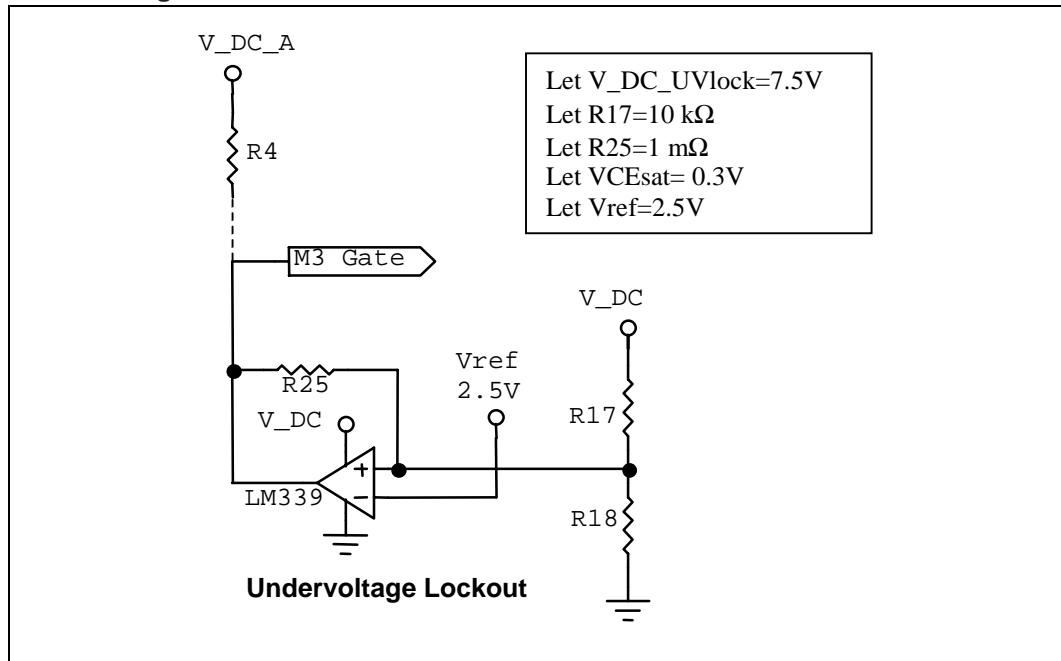 V_DC_A
Let V_DC_UVlock=7.5V
Let R17=10 kΩ
Let R25=1 mΩ
Let VCEsat= 0.3V
Let Vref=2.5V
R4
M3 Gate
V_DC
Vref
2.5V
R25
V_DC
R17
+
−
LM339
R18
Undervoltage Lockout